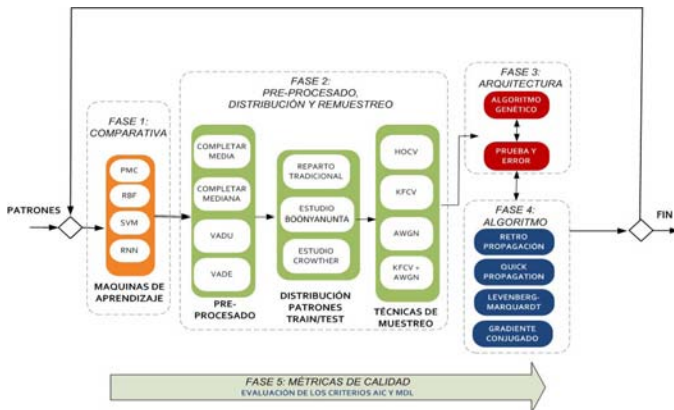 FASE 1:
COMPARATIVA
PMC
RBF
SVM
RNN
MAQUINAS DE
APRENDIZAJE
PATRONES
FASE 2:
PRE-PROCESADO,
DISTRIBUCIÓN Y REMUESTREO
COMPLETAR
MEDIA
COMPLETAR
MEDIANA
VADU
VADE
PRE-
PROCESADO
REPARTO
TRADICIONAL
ESTUDIO
BOONYANUNTA
ESTUDIO
CROWTHER
DISTRIBUCIÓN
PATRONES
TRAIN/TEST
HOCV
KFCV
AWGN
KFCV +
AWGN
TÉCNICAS DE
MUESTREO
FASE 3:
ARQUITECTURA
ALGORITMO
GENÉTICO
PRUEBA Y
ERROR
FASE 4:
ALGORITMO
RETRO
PROPAGACIÓN
QUICK
PROPAGATION
LEVENBERG-
MARQUARDT
GRADIENTE
CONJUGADO
FIN
FASE 5: MÉTRICAS DE CALIDAD
EVALUACIÓN DE LOS CRITERIOS AIC Y MDL